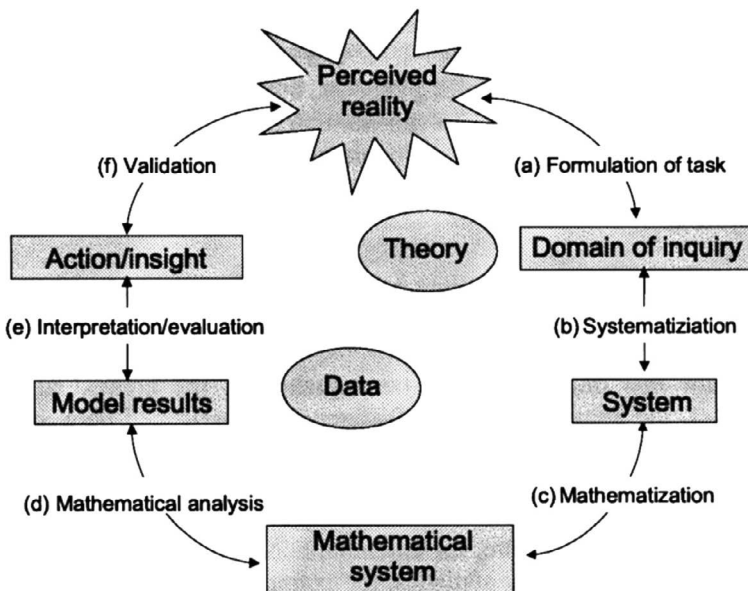 Perceived
reality
(f) Validation
(a) Formulation of task
Action/insight
Theory
Domain of inquiry
(e) Interpretation/evaluation
(b) Systematiziation
Model results
Data
System
(d) Mathematical analysis
(c) Mathematization
Mathematical
system